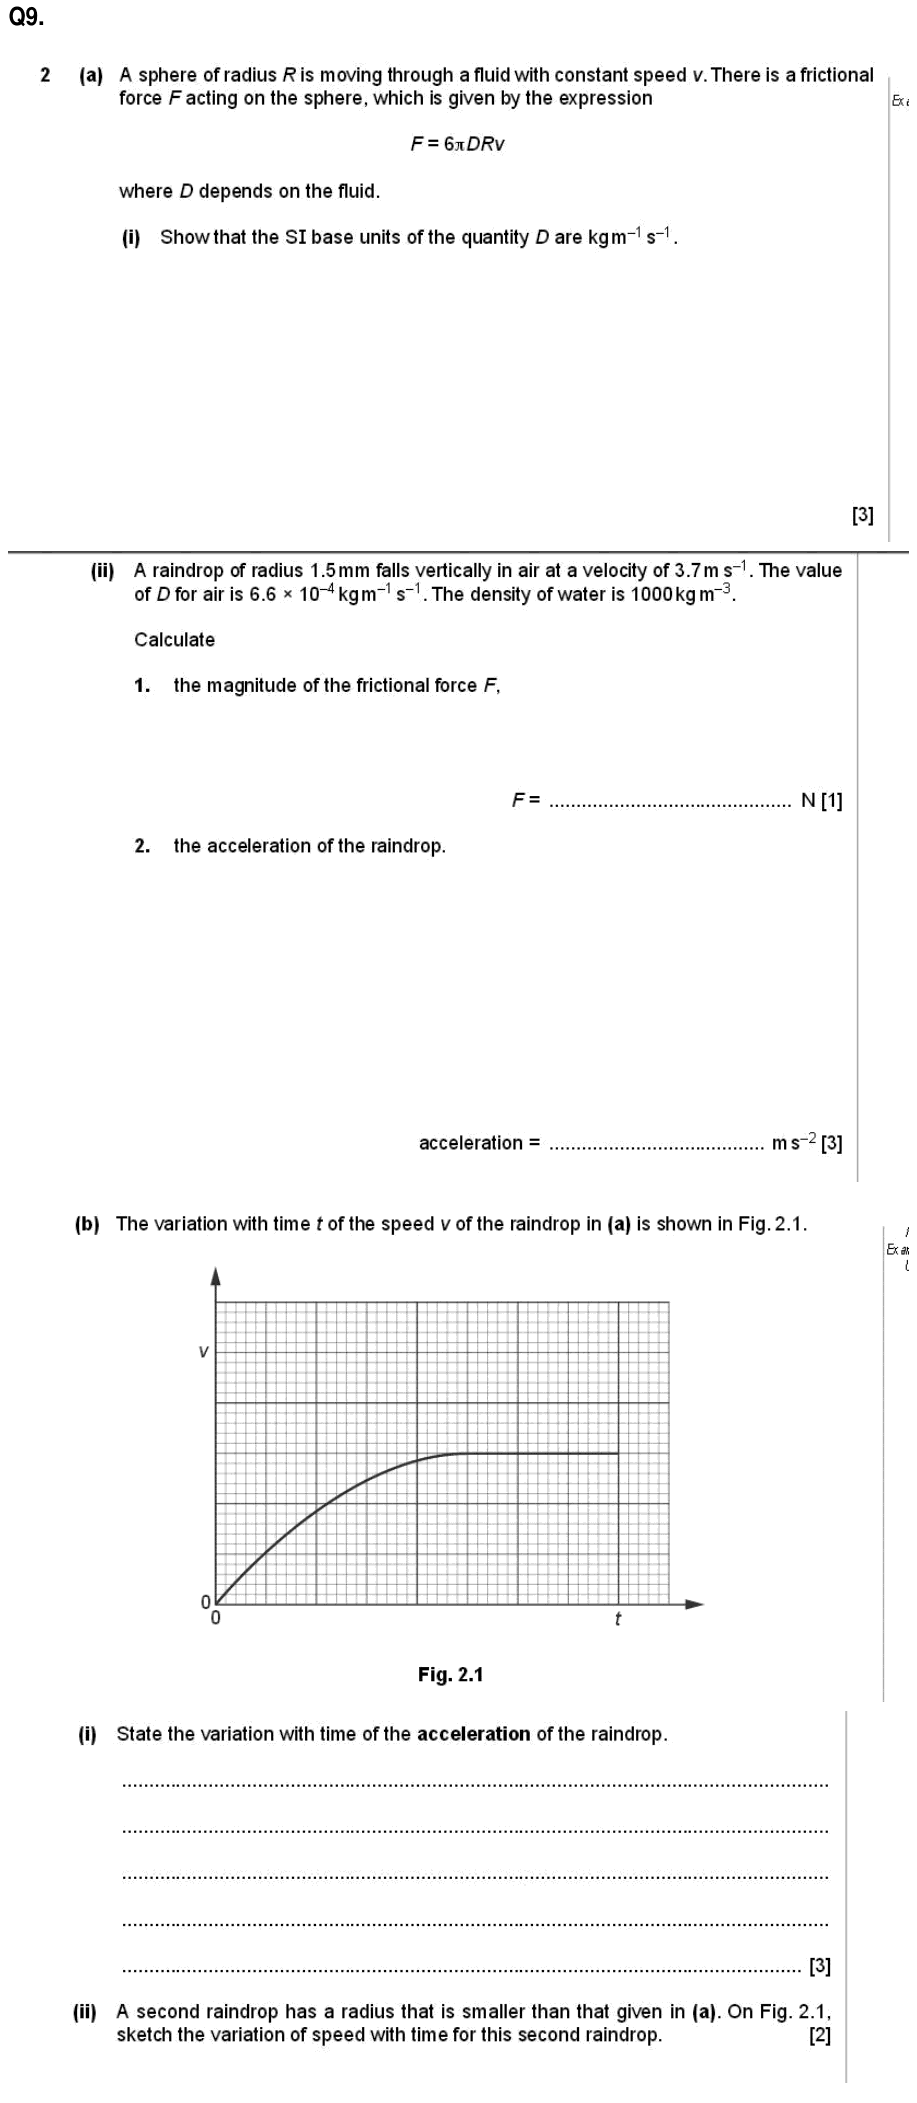 Q9.
2 (a) A sphere of radius R is moving through a fluid with constant speed v. There is a frictional
force F acting on the sphere, which is given by the expression
F = 6πDRv
where D depends on the fluid.
(i) Show that the SI base units of the quantity D are kg m⁻¹ s⁻¹.
[3]
(ii) A raindrop of radius 1.5 mm falls vertically in air at a velocity of 3.7 m s⁻¹. The value
of D for air is 6.6 × 10⁻⁴ kg m⁻¹ s⁻¹. The density of water is 1000 kg m⁻³.
Calculate
1. the magnitude of the frictional force F,
F = ............................................. N [1]
2. the acceleration of the raindrop.
acceleration = ........................................ m s⁻² [3]
(b) The variation with time t of the speed v of the raindrop in (a) is shown in Fig. 2.1.
v
0
0
t
Fig. 2.1
(i) State the variation with time of the acceleration of the raindrop.
..................................................................................................................................
..................................................................................................................................
..................................................................................................................................
..................................................................................................................................
............................................................................................................................. [3]
(ii) A second raindrop has a radius that is smaller than that given in (a). On Fig. 2.1,
sketch the variation of speed with time for this second raindrop. [2]